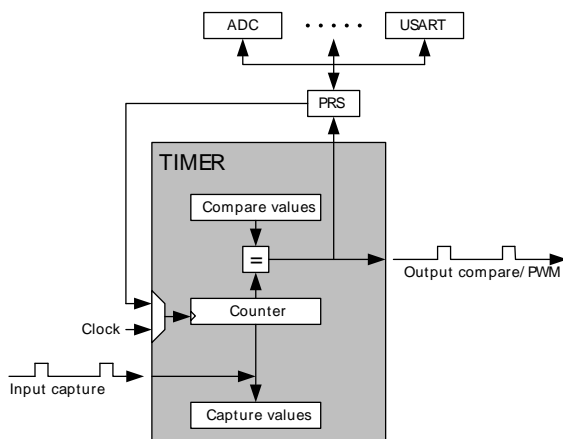 ADC
USART
PRS
TIMER
Compare values
=
Output compare/ PWM
Counter
Clock
Input capture
Capture values